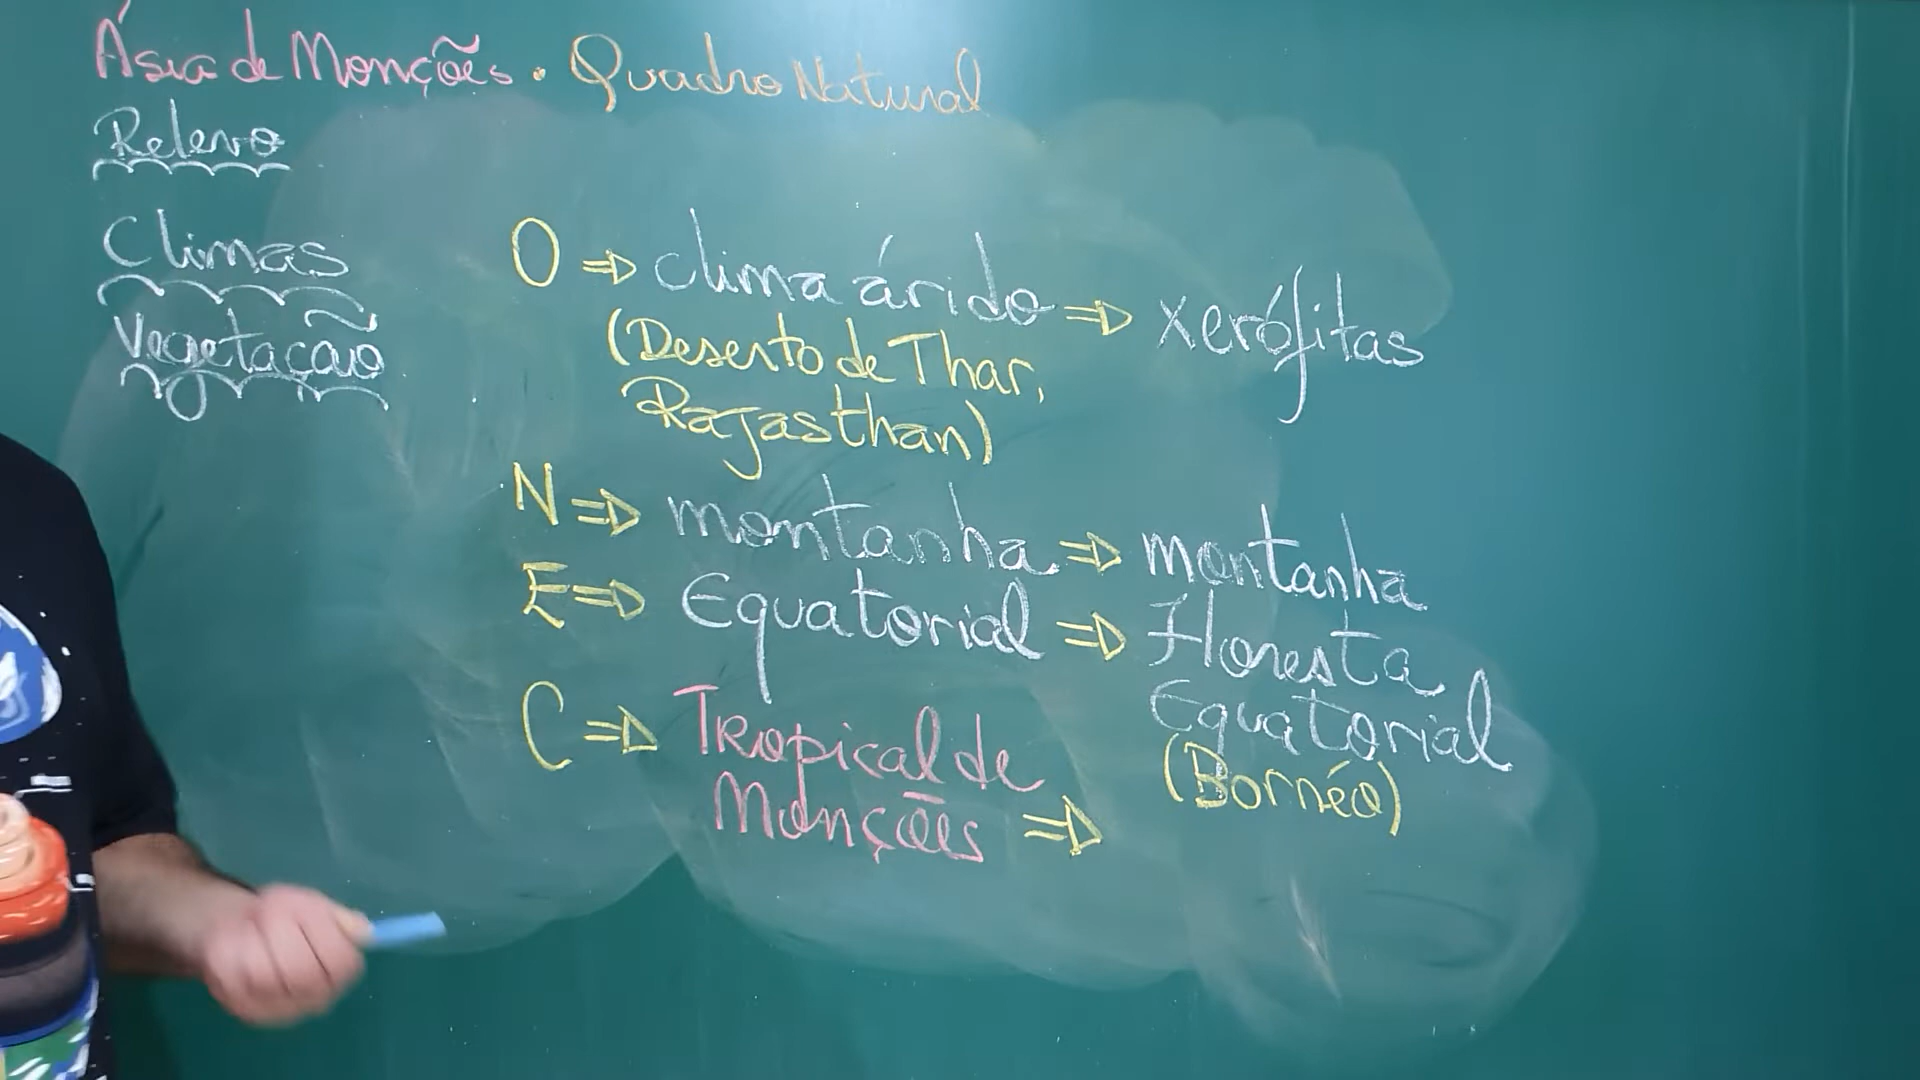 Ásia de Monções • Quadro Natural
Relevo
Climas
Vegetação
O ⇒ clima árido ⇒ xerófitas
(Deserto de Thar,
Rajasthan)
N ⇒ montanha ⇒ montanha
E ⇒ Equatorial ⇒ Floresta
Equatorial
(Bornéo)
C ⇒ Tropical de
Monções ⇒